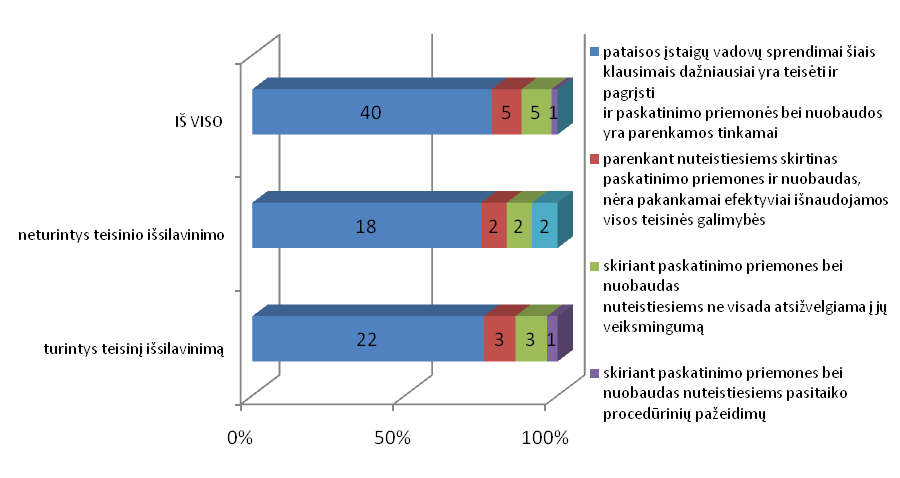 IŠ VISO
40
5
5
1
neturintys teisinio išsilavinimo
18
2
2
2
turintys teisinį išsilavinimą
22
3
3
1
0%
50%
100%
pataisos įstaigų vadovų sprendimai šiais
klausimais dažniausiai yra teisėti ir
pagrįsti
ir paskatinimo priemonės bei nuobaudos
yra parenkamos tinkamai
parenkant nuteistiesiems skirtinas
paskatinimo priemones ir nuobaudas,
nėra pakankamai efektyviai išnaudojamos
visos teisinės galimybės
skiriant paskatinimo priemones bei
nuobaudas
nuteistiesiems ne visada atsižvelgiama į jų
veiksmingumą
skiriant paskatinimo priemones bei
nuobaudas nuteistiesiems pasitaiko
procedūrinių pažeidimų